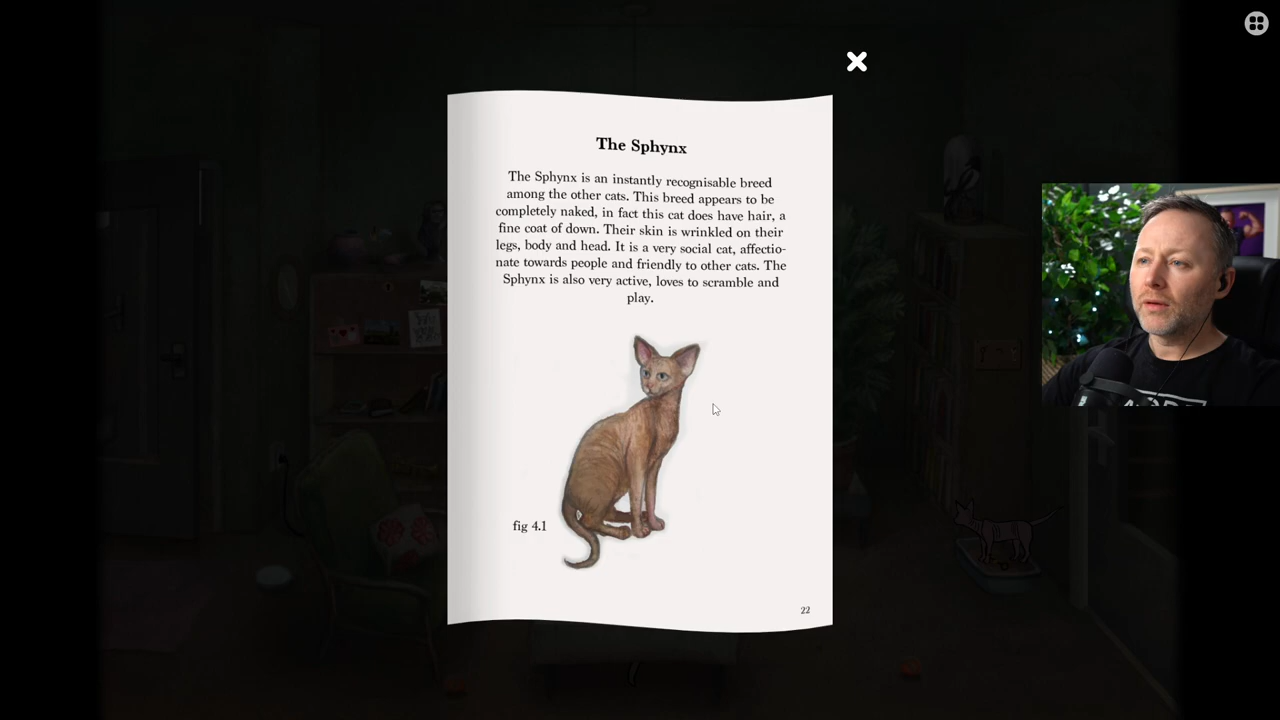 The Sphynx
The Sphynx is an instantly recognisable breed
among the other cats. This breed appears to be
completely naked, in fact this cat does have hair, a
fine coat of down. Their skin is wrinkled on their
legs, body and head. It is a very social cat, affectio-
nate towards people and friendly to other cats. The
Sphynx is also very active, loves to scramble and
play.
fig 4.1
22